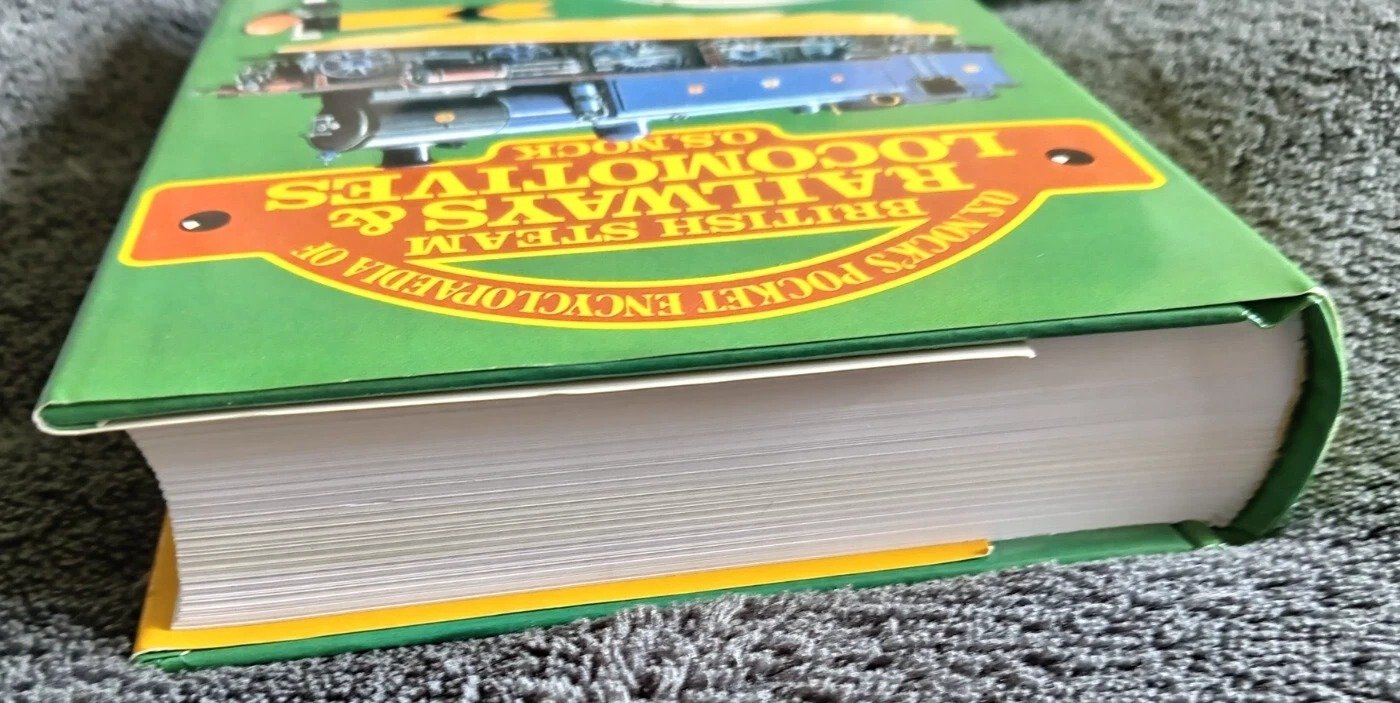 O.S. NOCK'S POCKET ENCYCLOPAEDIA OF
BRITISH STEAM
RAILWAYS &
LOCOMOTIVES
O.S. NOCK